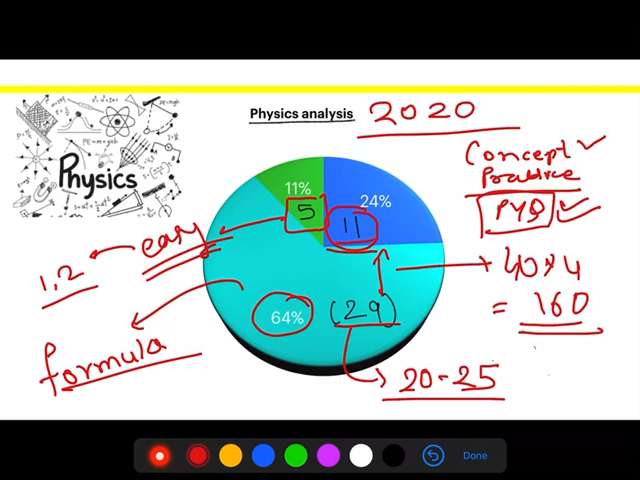 Physics analysis 2020
Physics
Concept
Practice
PYQ
11%
5
24%
11
easy
1,2
40×4
= 160
64%
(29)
formula
20-25
Done